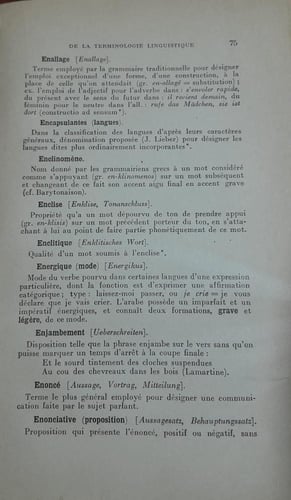 DE LA TERMINOLOGIE LINGUISTIQUE 75
Enallage [Enallage].
Terme employé par la grammaire traditionnelle pour désigner
l'emploi exceptionnel d'une forme, d'une construction, à la
place de celle qu'on attendait (gr. en-allagé = substitution) :
ex. l'emploi de l'adjectif pour l'adverbe dans : s'envoler rapide,
du présent avec le sens du futur dans : il revient demain, du
féminin pour le neutre dans l'all. : rufe das Mädchen, sie ist
dort (constructio ad sensum).
Encapsulantes (langues).
Dans la classification des langues d'après leurs caractères
généraux, dénomination proposée (J. Lieber) pour désigner les
langues dites plus ordinairement incorporantes*.
Enclinomène.
Nom donné par les grammairiens grecs à un mot considéré
comme s'appuyant (gr. en-klinomenos) sur un mot subséquent
et changeant de ce fait son accent aigu final en accent grave
(cf. Barytonaison).
Enclise [Enklise, Tonanschluss].
Propriété qu'a un mot dépourvu de ton de prendre appui
(gr. en-klisis) sur un mot précédent porteur du ton, en s'atta-
chant à lui au point de faire partie phonétiquement de ce mot.
Enclitique [Enklitisches Wort].
Qualité d'un mot soumis à l'enclise*.
Energique (mode) [Energikus].
Mode du verbe pourvu dans certaines langues d'une expression
particulière, dont la fonction est d'exprimer une affirmation
catégorique; type : laissez-moi passer, ou je crie = je vous
déclare que je vais crier. L'arabe possède un imparfait et un
impératif énergiques, et connaît deux formations, grave et
légère, de ce mode.
Enjambement [Ueberschreiten].
Disposition telle que la phrase enjambe sur le vers sans qu'on
puisse marquer un temps d'arrêt à la coupe finale :
Et le sourd tintement des cloches suspendues
Au cou des chevreaux dans les bois (Lamartine).
Enoncé [Aussage, Vortrag, Mitteilung].
Terme le plus général employé pour désigner une communi-
cation faite par le sujet parlant.
Enonciative (proposition) [Aussagesatz, Behauptungssatz].
Proposition qui présente l'énoncé, positif ou négatif, sans